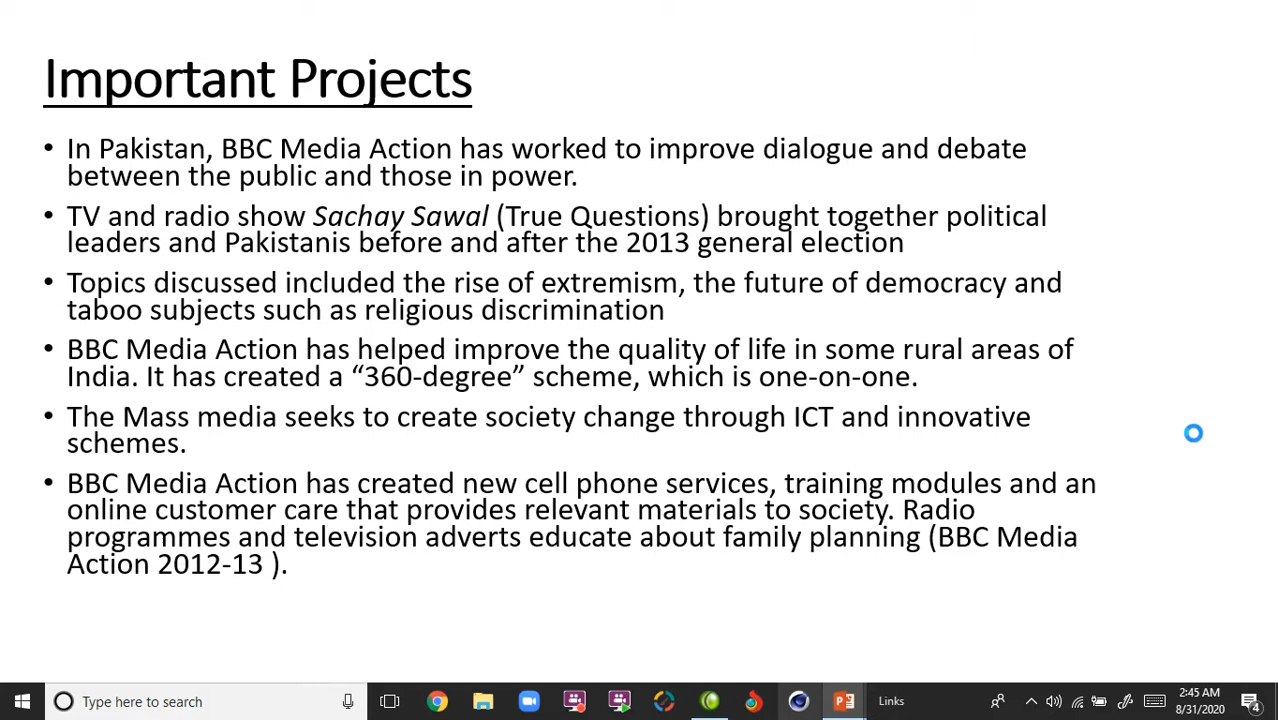 Important Projects
• In Pakistan, BBC Media Action has worked to improve dialogue and debate
between the public and those in power.
• TV and radio show Sachay Sawal (True Questions) brought together political
leaders and Pakistanis before and after the 2013 general election
• Topics discussed included the rise of extremism, the future of democracy and
taboo subjects such as religious discrimination
• BBC Media Action has helped improve the quality of life in some rural areas of
India. It has created a “360-degree” scheme, which is one-on-one.
• The Mass media seeks to create society change through ICT and innovative
schemes.
• BBC Media Action has created new cell phone services, training modules and an
online customer care that provides relevant materials to society. Radio
programmes and television adverts educate about family planning (BBC Media
Action 2012-13 ).
Type here to search
Links
2:45 AM
8/31/2020
4